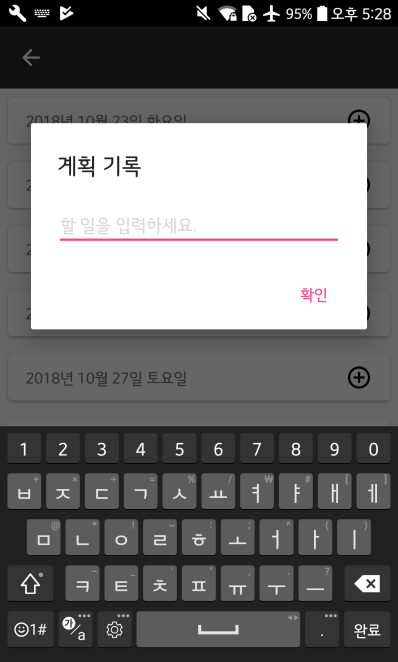 95% 오후 5:28
2018년 10월 23일 화요일
계획 기록
할 일을 입력하세요.
확인
2018년 10월 27일 토요일
1 2 3 4 5 6 7 8 9 0
ㅂ ㅈ ㄷ ㄱ ㅅ ㅛ ㅕ ㅑ ㅐ ㅔ
ㅁ ㄴ ㅇ ㄹ ㅎ ㅗ ㅓ ㅏ ㅣ
ㅋ ㅌ ㅊ ㅍ ㅠ ㅜ ㅡ
☺1# 가/a . 완료